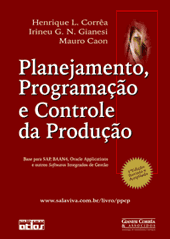 Henrique L. Corrêa
Irineu G. N. Gianesi
Mauro Caon
Planejamento,
Programação
e Controle
da Produção
Base para SAP, BAAN4, Oracle Applications
e outros Softwares Integrados de Gestão
www.salaviva.com.br/livro/ppcp
atlas
GIANESI CORRÊA
& ASSOCIADOS